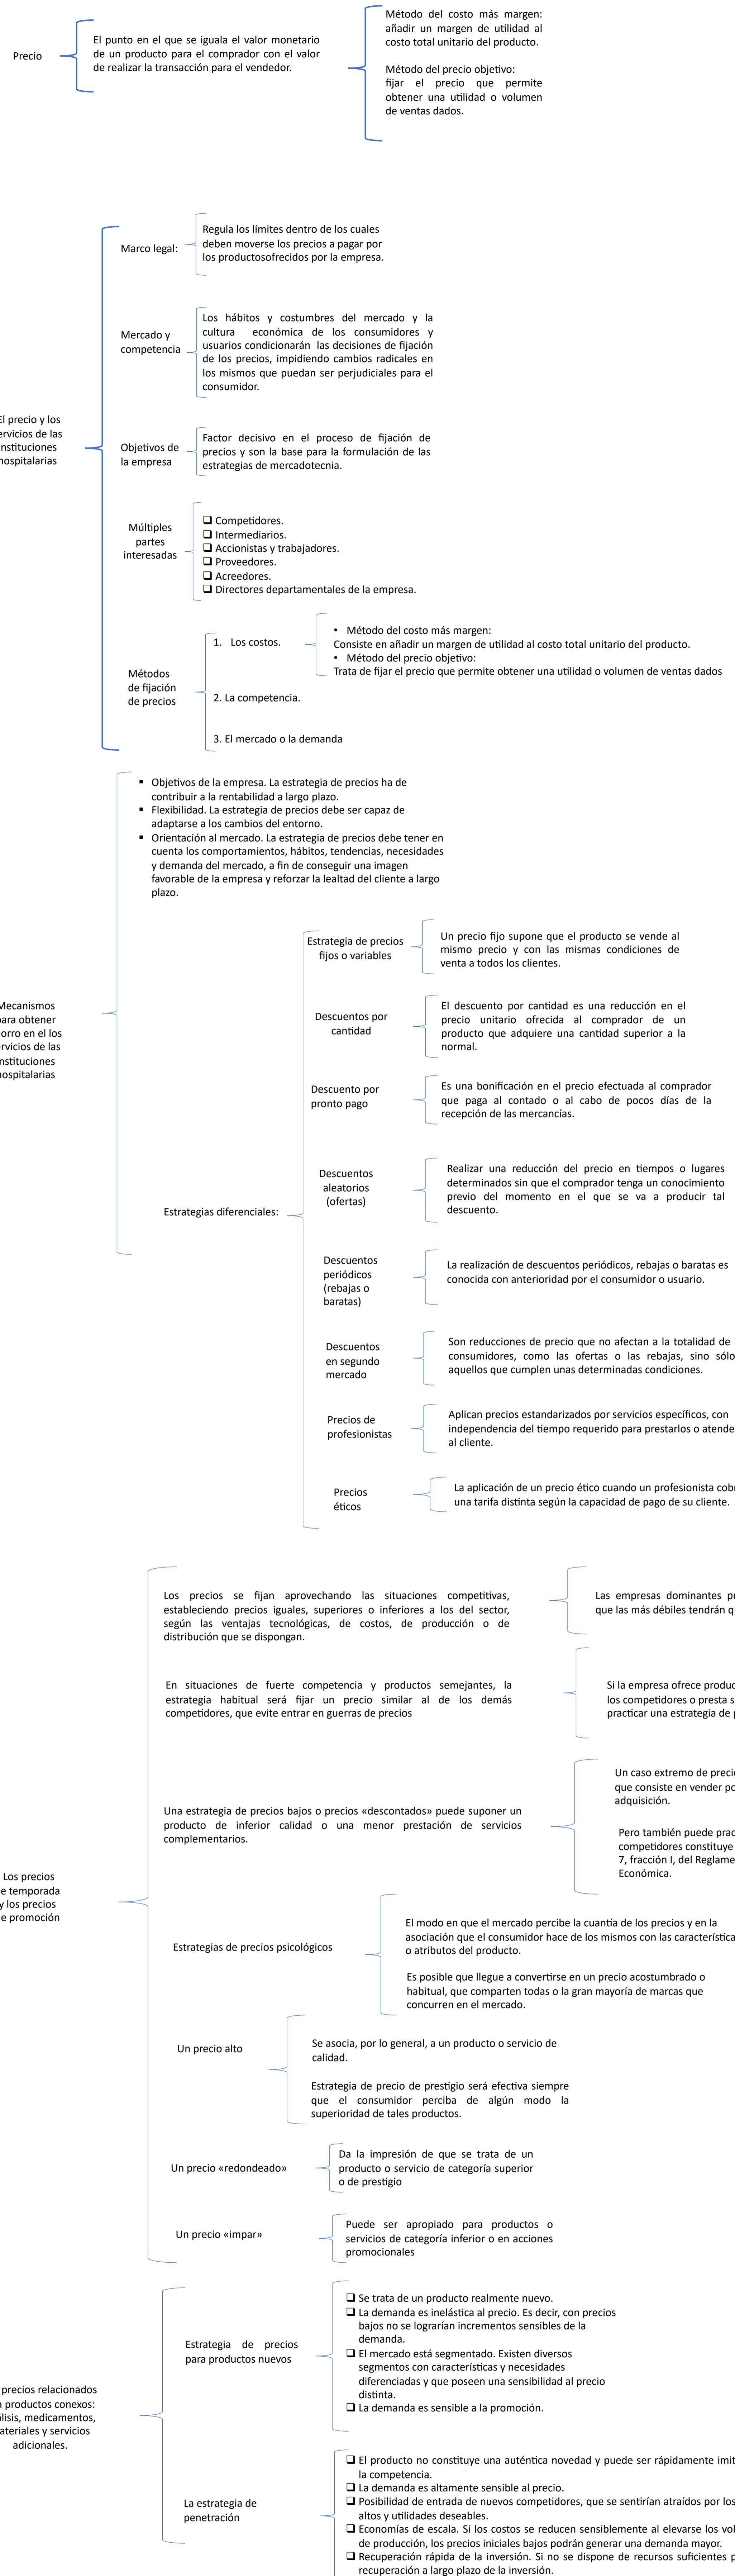 Precio
El punto en el que se iguala el valor monetario
de un producto para el comprador con el valor
de realizar la transacción para el vendedor.
Método del costo más margen:
añadir un margen de utilidad al
costo total unitario del producto.
Método del precio objetivo:
fijar el precio que permite
obtener una utilidad o volumen
de ventas dados.
El precio y los
servicios de las
instituciones
hospitalarias
Marco legal:
Regula los límites dentro de los cuales
deben moverse los precios a pagar por
los productosofrecidos por la empresa.
Mercado y
competencia
Los hábitos y costumbres del mercado y la
cultura económica de los consumidores y
usuarios condicionarán las decisiones de fijación
de los precios, impidiendo cambios radicales en
los mismos que puedan ser perjudiciales para el
consumidor.
Objetivos de
la empresa
Factor decisivo en el proceso de fijación de
precios y son la base para la formulación de las
estrategias de mercadotecnia.
Múltiples
partes
interesadas
❑ Competidores.
❑ Intermediarios.
❑ Accionistas y trabajadores.
❑ Proveedores.
❑ Acreedores.
❑ Directores departamentales de la empresa.
Métodos
de fijación
de precios
1. Los costos.
• Método del costo más margen:
Consiste en añadir un margen de utilidad al costo total unitario del producto.
• Método del precio objetivo:
Trata de fijar el precio que permite obtener una utilidad o volumen de ventas dados
2. La competencia.
3. El mercado o la demanda
Mecanismos
para obtener
ahorro en el los
servicios de las
instituciones
hospitalarias
▪ Objetivos de la empresa. La estrategia de precios ha de
contribuir a la rentabilidad a largo plazo.
▪ Flexibilidad. La estrategia de precios debe ser capaz de
adaptarse a los cambios del entorno.
▪ Orientación al mercado. La estrategia de precios debe tener en
cuenta los comportamientos, hábitos, tendencias, necesidades
y demanda del mercado, a fin de conseguir una imagen
favorable de la empresa y reforzar la lealtad del cliente a largo
plazo.
Estrategias diferenciales:
Estrategia de precios
fijos o variables
Un precio fijo supone que el producto se vende al
mismo precio y con las mismas condiciones de
venta a todos los clientes.
Descuentos por
cantidad
El descuento por cantidad es una reducción en el
precio unitario ofrecida al comprador de un
producto que adquiere una cantidad superior a la
normal.
Descuento por
pronto pago
Es una bonificación en el precio efectuada al comprador
que paga al contado o al cabo de pocos días de la
recepción de las mercancías.
Descuentos
aleatorios
(ofertas)
Realizar una reducción del precio en tiempos o lugares
determinados sin que el comprador tenga un conocimiento
previo del momento en el que se va a producir tal
descuento.
Descuentos
periódicos
(rebajas o
baratas)
La realización de descuentos periódicos, rebajas o baratas es
conocida con anterioridad por el consumidor o usuario.
Descuentos
en segundo
mercado
Son reducciones de precio que no afectan a la totalidad de
consumidores, como las ofertas o las rebajas, sino sólo
aquellos que cumplen unas determinadas condiciones.
Precios de
profesionistas
Aplican precios estandarizados por servicios específicos, con
independencia del tiempo requerido para prestarlos o atende
al cliente.
Precios
éticos
La aplicación de un precio ético cuando un profesionista cob
una tarifa distinta según la capacidad de pago de su cliente.
Los precios
de temporada
y los precios
de promoción
Los precios se fijan aprovechando las situaciones competitivas,
estableciendo precios iguales, superiores o inferiores a los del sector,
según las ventajas tecnológicas, de costos, de producción o de
distribución que se dispongan.
Las empresas dominantes pu
que las más débiles tendrán q
En situaciones de fuerte competencia y productos semejantes, la
estrategia habitual será fijar un precio similar al de los demás
competidores, que evite entrar en guerras de precios
Si la empresa ofrece produc
los competidores o presta s
practicar una estrategia de p
Una estrategia de precios bajos o precios «descontados» puede suponer un
producto de inferior calidad o una menor prestación de servicios
complementarios.
Un caso extremo de preci
que consiste en vender po
adquisición.
Pero también puede prac
competidores constituye
7, fracción I, del Reglame
Económica.
Estrategias de precios psicológicos
El modo en que el mercado percibe la cuantía de los precios y en la
asociación que el consumidor hace de los mismos con las característica
o atributos del producto.
Es posible que llegue a convertirse en un precio acostumbrado o
habitual, que comparten todas o la gran mayoría de marcas que
concurren en el mercado.
Un precio alto
Se asocia, por lo general, a un producto o servicio de
calidad.
Estrategia de precio de prestigio será efectiva siempre
que el consumidor perciba de algún modo la
superioridad de tales productos.
Un precio «redondeado»
Da la impresión de que se trata de un
producto o servicio de categoría superior
o de prestigio
Un precio «impar»
Puede ser apropiado para productos o
servicios de categoría inferior o en acciones
promocionales
precios relacionados
productos conexos:
lisis, medicamentos,
ateriales y servicios
adicionales.
Estrategia de precios
para productos nuevos
❑ Se trata de un producto realmente nuevo.
❑ La demanda es inelástica al precio. Es decir, con precios
bajos no se lograrían incrementos sensibles de la
demanda.
❑ El mercado está segmentado. Existen diversos
segmentos con características y necesidades
diferenciadas y que poseen una sensibilidad al precio
distinta.
❑ La demanda es sensible a la promoción.
La estrategia de
penetración
❑ El producto no constituye una auténtica novedad y puede ser rápidamente imit
la competencia.
❑ La demanda es altamente sensible al precio.
❑ Posibilidad de entrada de nuevos competidores, que se sentirían atraídos por los
altos y utilidades deseables.
❑ Economías de escala. Si los costos se reducen sensiblemente al elevarse los vol
de producción, los precios iniciales bajos podrán generar una demanda mayor.
❑ Recuperación rápida de la inversión. Si no se dispone de recursos suficientes p
recuperación a largo plazo de la inversión.